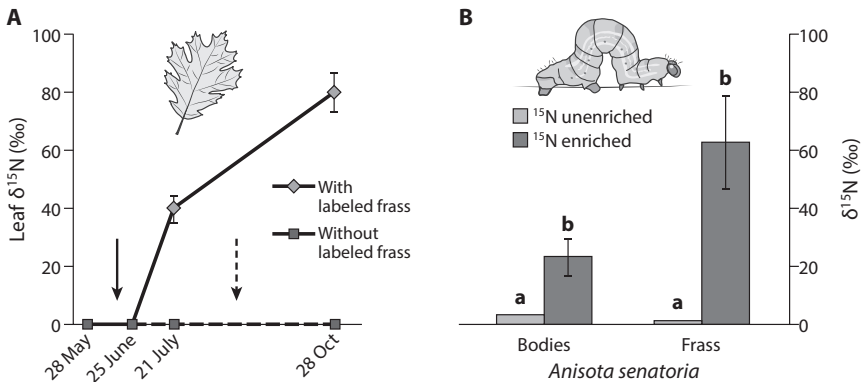 A
100
80
60
40
20
0
Leaf δ¹⁵N (‰)
With
labeled frass
Without
labeled frass
28 May
25 June
21 July
28 Oct
B
100
80
60
40
20
0
δ¹⁵N (‰)
¹⁵N unenriched
¹⁵N enriched
a
b
a
b
Bodies
Frass
Anisota senatoria